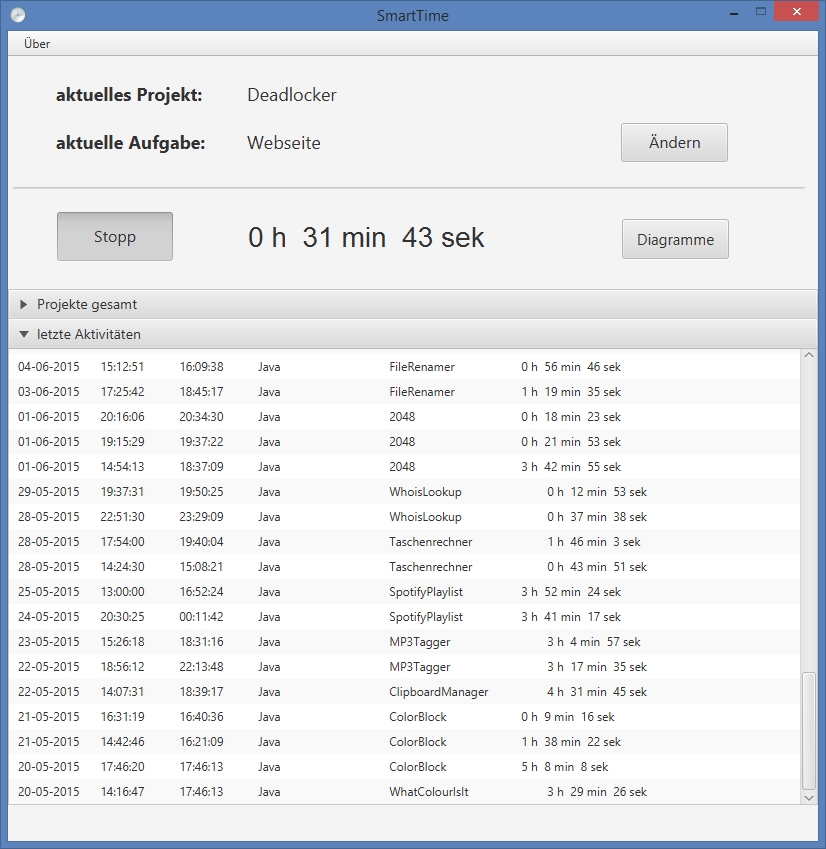 SmartTime
Über
aktuelles Projekt: Deadlocker
aktuelle Aufgabe: Webseite Ändern
Stopp 0 h 31 min 43 sek Diagramme
Projekte gesamt
letzte Aktivitäten
04-06-2015 15:12:51 16:09:38 Java FileRenamer 0 h 56 min 46 sek
03-06-2015 17:25:42 18:45:17 Java FileRenamer 1 h 19 min 35 sek
01-06-2015 20:16:06 20:34:30 Java 2048 0 h 18 min 23 sek
01-06-2015 19:15:29 19:37:22 Java 2048 0 h 21 min 53 sek
01-06-2015 14:54:13 18:37:09 Java 2048 3 h 42 min 55 sek
29-05-2015 19:37:31 19:50:25 Java WhoisLookup 0 h 12 min 53 sek
28-05-2015 22:51:30 23:29:09 Java WhoisLookup 0 h 37 min 38 sek
28-05-2015 17:54:00 19:40:04 Java Taschenrechner 1 h 46 min 3 sek
28-05-2015 14:24:30 15:08:21 Java Taschenrechner 0 h 43 min 51 sek
25-05-2015 13:00:00 16:52:24 Java SpotifyPlaylist 3 h 52 min 24 sek
24-05-2015 20:30:25 00:11:42 Java SpotifyPlaylist 3 h 41 min 17 sek
23-05-2015 15:26:18 18:31:16 Java MP3Tagger 3 h 4 min 57 sek
22-05-2015 18:56:12 22:13:48 Java MP3Tagger 3 h 17 min 35 sek
22-05-2015 14:07:31 18:39:17 Java ClipboardManager 4 h 31 min 45 sek
21-05-2015 16:31:19 16:40:36 Java ColorBlock 0 h 9 min 16 sek
21-05-2015 14:42:46 16:21:09 Java ColorBlock 1 h 38 min 22 sek
20-05-2015 17:46:20 17:46:13 Java ColorBlock 5 h 8 min 8 sek
20-05-2015 14:16:47 17:46:13 Java WhatColourIsIt 3 h 29 min 26 sek